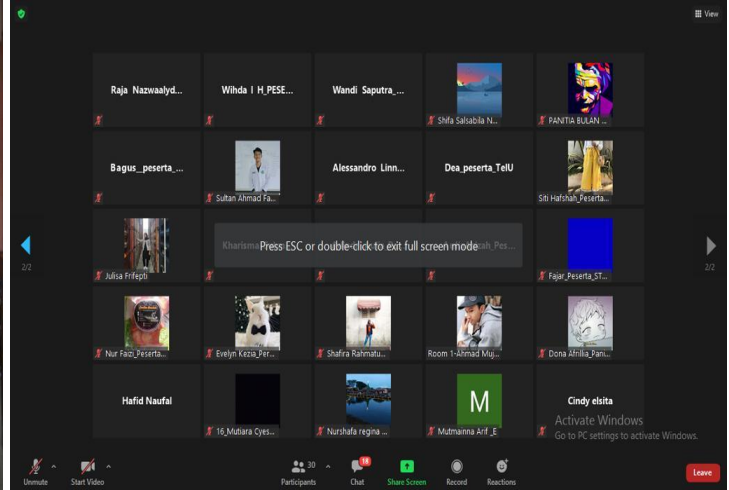 View
Raja Nazwaalyd...
Wihda I H_PESE...
Wandi Saputra_...
Shifa Salsabila N...
PANITIA BULAN ...
Bagus_peserta_...
Sultan Ahmad Fa...
Alessandro Linn...
Dea_peserta_TelU
Siti Hafshah_Peserta...
Julisa Frifepti
Kharisma
Press ESC or double-click to exit full screen mode
Fajar_Peserta_ST...
2/2
2/2
Nur Faizi_Peserta...
Evelyn Kezia_Per...
Shafira Rahmatu...
Room 1-Ahmad Muj...
Dona Afrillia_Pani...
Hafid Naufal
16_Mutiara Cyes...
Nurshafa regina ...
M
Mutmainna Arif _E
Cindy elsita
Activate Windows
Go to PC settings to activate Windows.
Unmute
Start Video
30
Participants
18
Chat
Share Screen
Record
Reactions
Leave